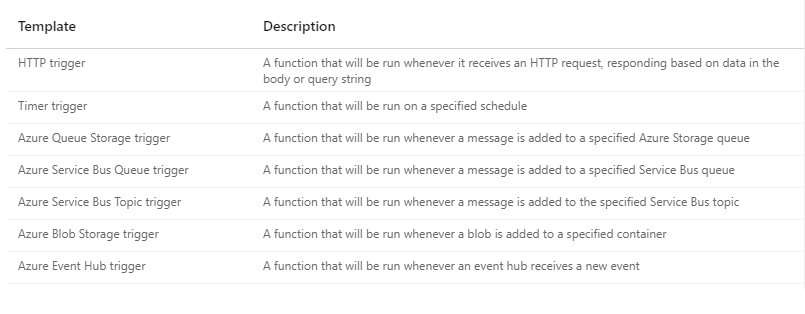 Template Description
HTTP trigger A function that will be run whenever it receives an HTTP request, responding based on data in the
body or query string
Timer trigger A function that will be run on a specified schedule
Azure Queue Storage trigger A function that will be run whenever a message is added to a specified Azure Storage queue
Azure Service Bus Queue trigger A function that will be run whenever a message is added to a specified Service Bus queue
Azure Service Bus Topic trigger A function that will be run whenever a message is added to the specified Service Bus topic
Azure Blob Storage trigger A function that will be run whenever a blob is added to a specified container
Azure Event Hub trigger A function that will be run whenever an event hub receives a new event